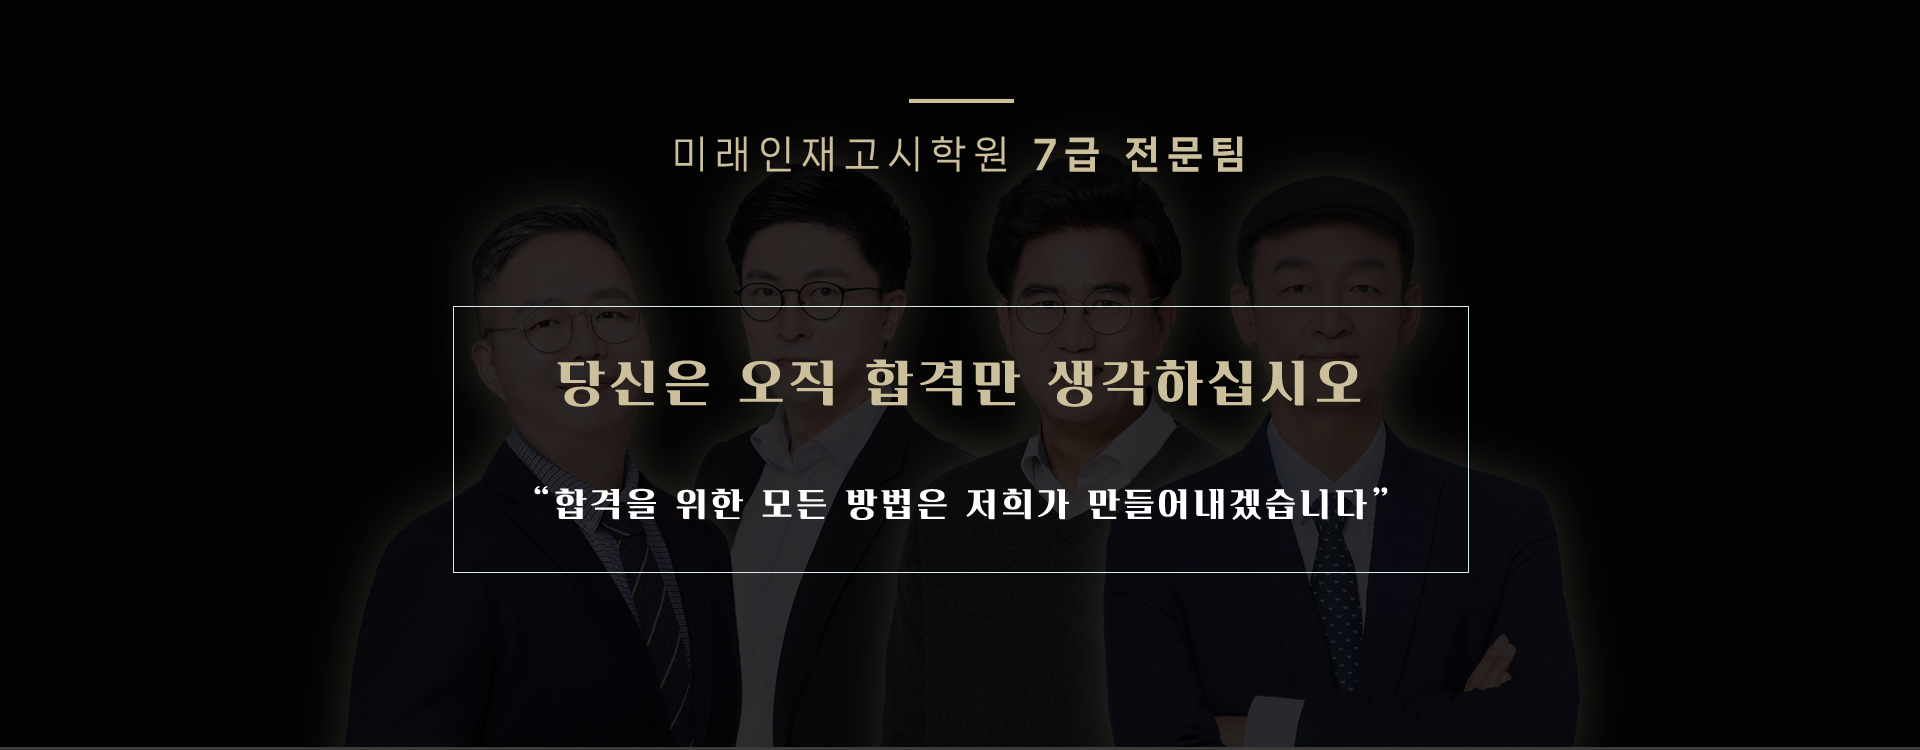 미래인재고시학원 7급 전문팀
당신은 오직 합격만 생각하십시오
“합격을 위한 모든 방법은 저희가 만들어내겠습니다”